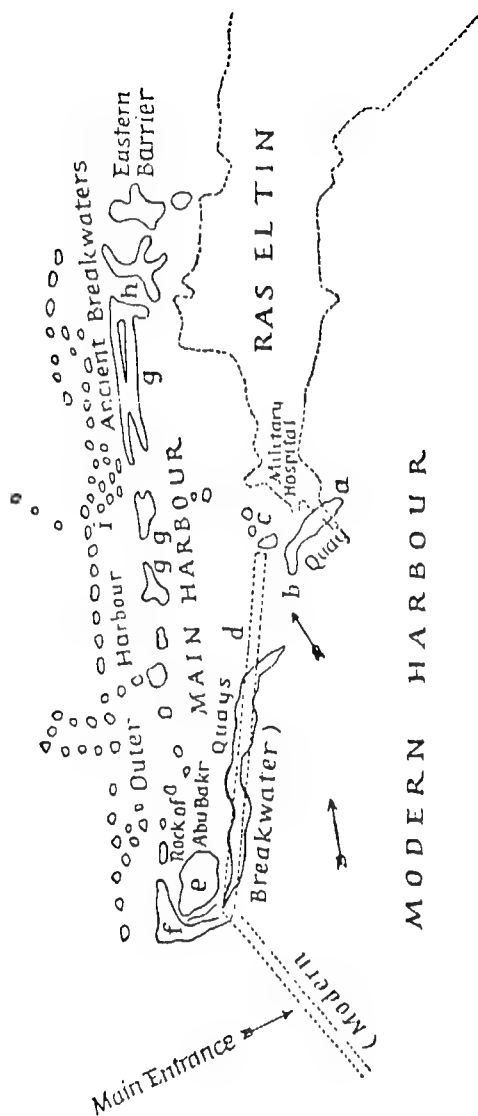 Ancient Breakwaters
Eastern
Barrier
Outer Harbour
I
h
g
g g
Rock of
Abu Bakr
MAIN HARBOUR
f
e
Quays
d
c
RAS EL TIN
Military
Hospital
b
Quay
a
Main Entrance
(Modern
Breakwater)
MODERN HARBOUR